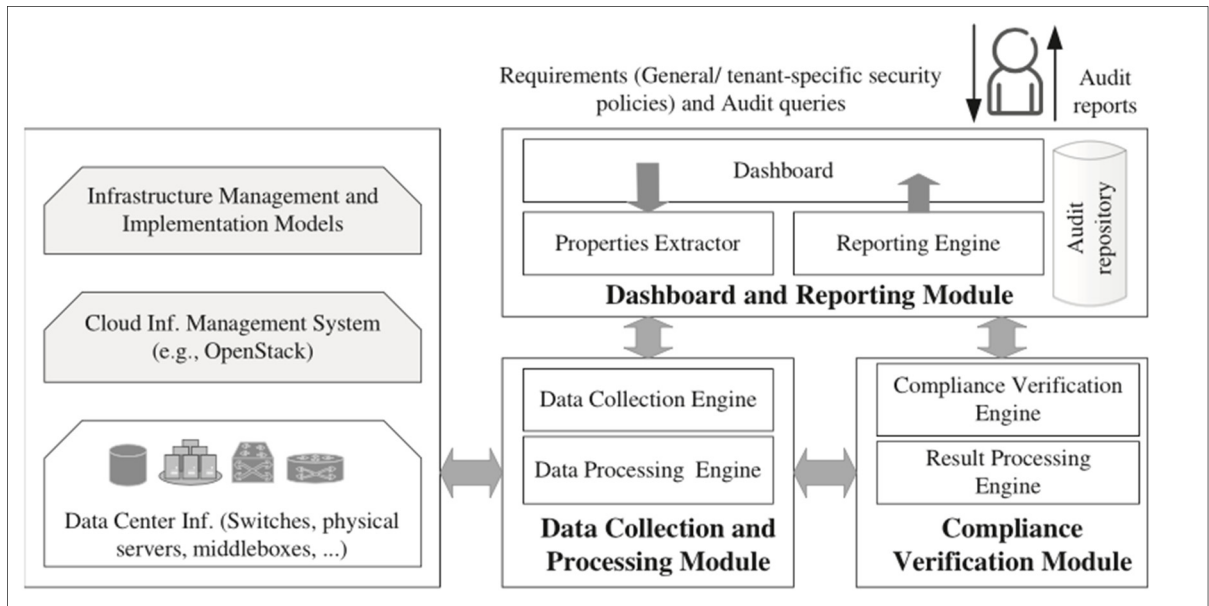 Requirements (General/ tenant-specific security
policies) and Audit queries
Audit
reports
Infrastructure Management and
Implementation Models
Cloud Inf. Management System
(e.g., OpenStack)
Data Center Inf. (Switches, physical
servers, middleboxes, ...)
Dashboard
Properties Extractor
Reporting Engine
Audit
repository
Dashboard and Reporting Module
Data Collection Engine
Data Processing Engine
Data Collection and
Processing Module
Compliance Verification
Engine
Result Processing
Engine
Compliance
Verification Module